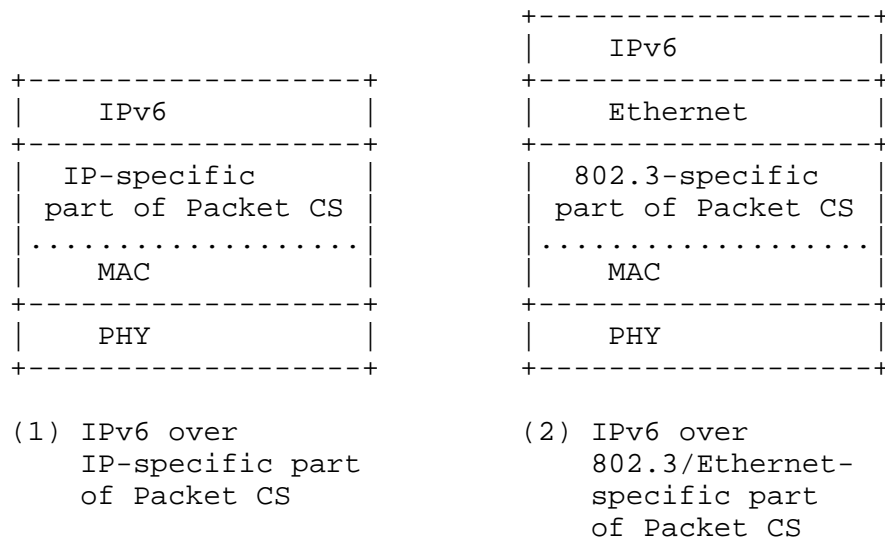 +-------------------+
                                |    IPv6           |
+-------------------+           +-------------------+
|    IPv6           |           |    Ethernet       |
+-------------------+           +-------------------+
|  IP-specific      |           |  802.3-specific   |
| part of Packet CS |           | part of Packet CS |
|...................|           |...................|
|    MAC            |           |    MAC            |
+-------------------+           +-------------------+
|    PHY            |           |    PHY            |
+-------------------+           +-------------------+
(1) IPv6 over                   (2) IPv6 over
    IP-specific part                802.3/Ethernet-
    of Packet CS                    specific part
                                    of Packet CS